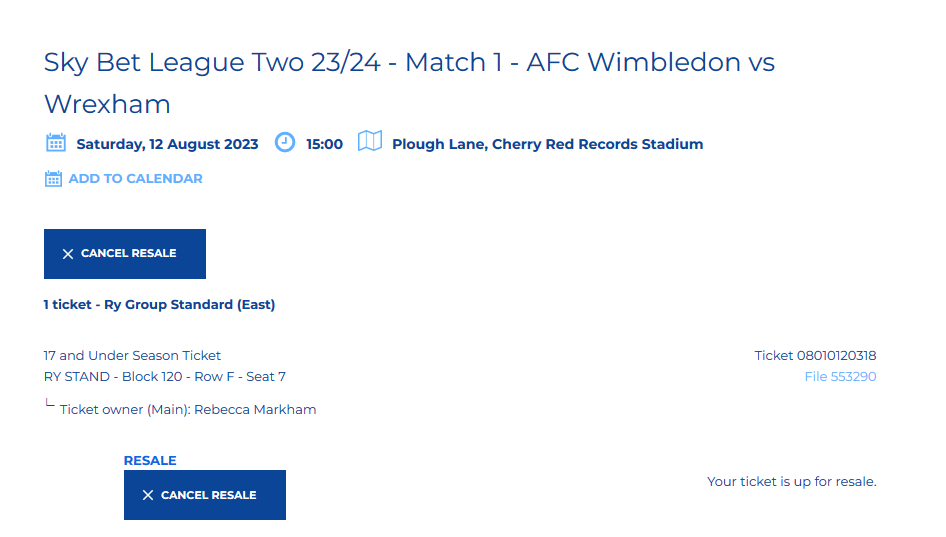 Sky Bet League Two 23/24 - Match 1 - AFC Wimbledon vs
Wrexham
Saturday, 12 August 2023 15:00 Plough Lane, Cherry Red Records Stadium
ADD TO CALENDAR
CANCEL RESALE
1 ticket - Ry Group Standard (East)
17 and Under Season Ticket Ticket 08010120318
RY STAND - Block 120 - Row F - Seat 7 File 553290
Ticket owner (Main): Rebecca Markham
RESALE
Your ticket is up for resale.
CANCEL RESALE